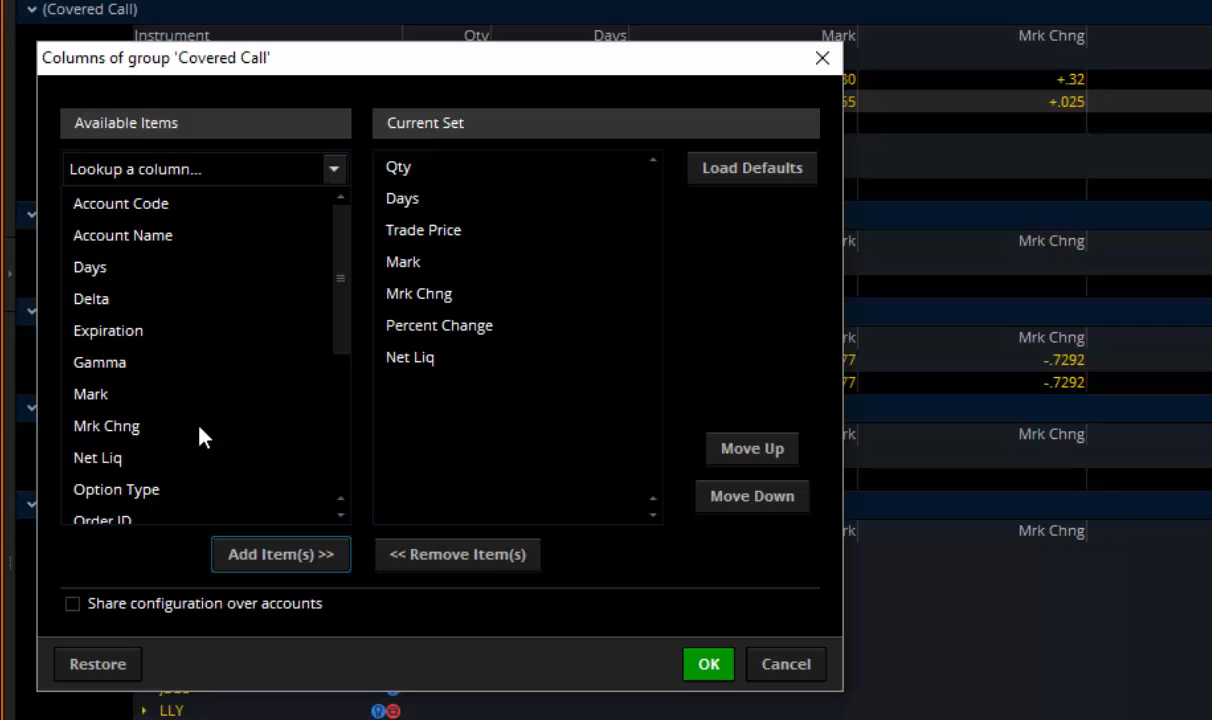 (Covered Call)
Instrument Qty Days Mark Mrk Chng
Columns of group 'Covered Call'
+.32
+.025
Available Items
Current Set
Lookup a column...
Account Code
Account Name
Days
Delta
Expiration
Gamma
Mark
Mrk Chng
Net Liq
Option Type
Order ID
Qty
Days
Trade Price
Mark
Mrk Chng
Percent Change
Net Liq
Load Defaults
Move Up
Move Down
Add Item(s) >>
<< Remove Item(s)
Share configuration over accounts
Restore
OK
Cancel
Mrk Chng
Mrk Chng
-.7292
-.7292
Mrk Chng
Mrk Chng
LLY